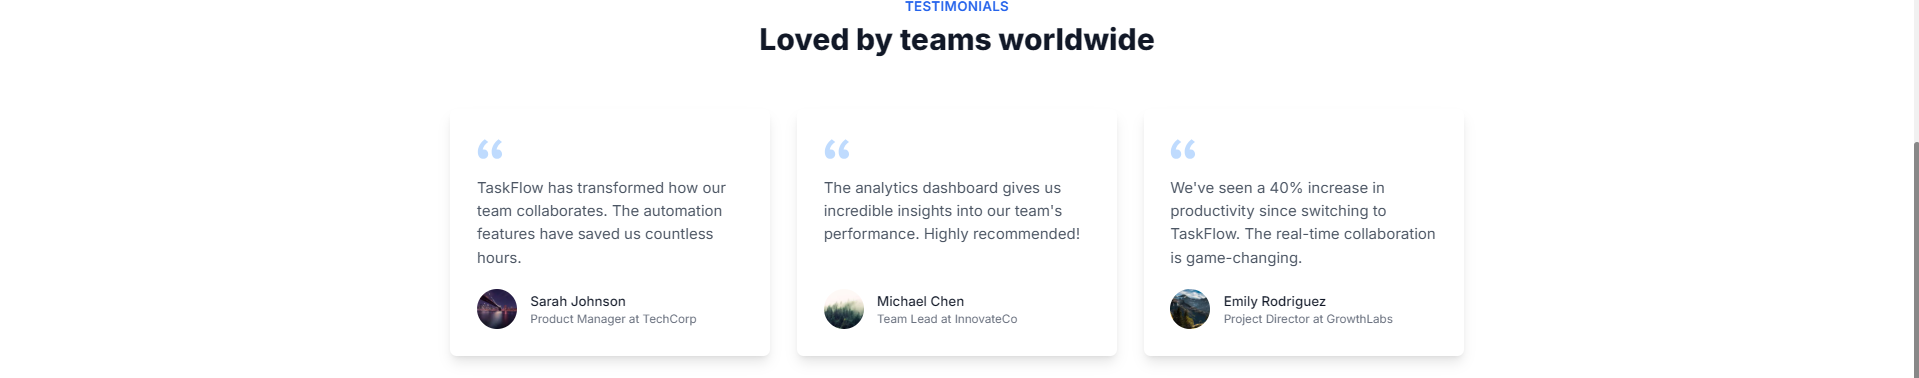 TESTIMONIALS
Loved by teams worldwide
TaskFlow has transformed how our
team collaborates. The automation
features have saved us countless
hours.
Sarah Johnson
Product Manager at TechCorp
The analytics dashboard gives us
incredible insights into our team's
performance. Highly recommended!
Michael Chen
Team Lead at InnovateCo
We've seen a 40% increase in
productivity since switching to
TaskFlow. The real-time collaboration
is game-changing.
Emily Rodriguez
Project Director at GrowthLabs